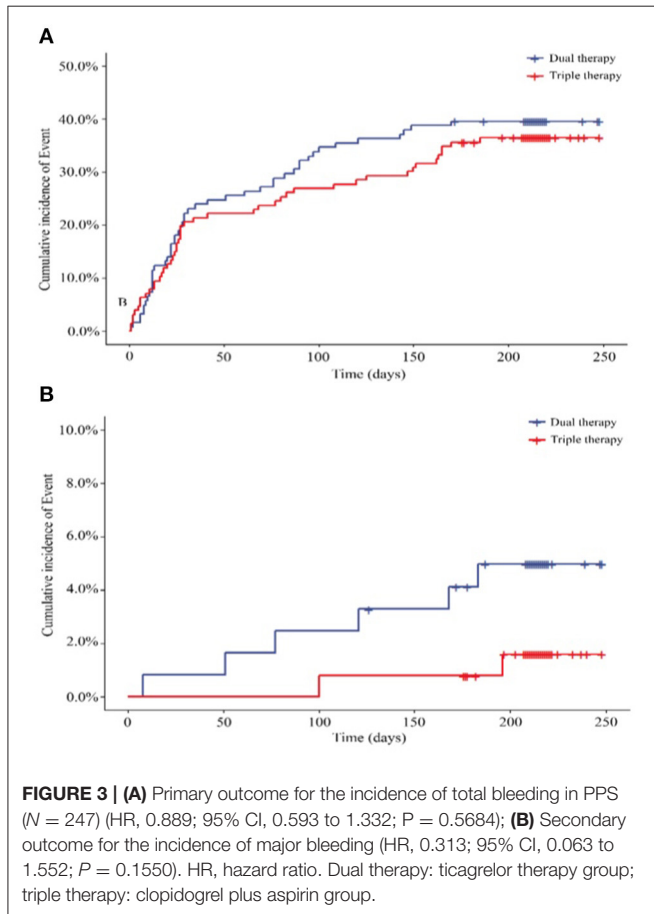 A
50.0%
40.0%
30.0%
20.0%
10.0%
0.0%
Cumulative incidence of Event
B
Dual therapy
Triple therapy
0
50
100
150
200
250
Time (days)
B
10.0%
8.0%
6.0%
4.0%
2.0%
0.0%
Cumulative incidence of Event
Dual therapy
Triple therapy
0
50
100
150
200
250
Time (days)
FIGURE 3 | (A) Primary outcome for the incidence of total bleeding in PPS
(N = 247) (HR, 0.889; 95% CI, 0.593 to 1.332; P = 0.5684); (B) Secondary
outcome for the incidence of major bleeding (HR, 0.313; 95% CI, 0.063 to
1.552; P = 0.1550). HR, hazard ratio. Dual therapy: ticagrelor therapy group;
triple therapy: clopidogrel plus aspirin group.